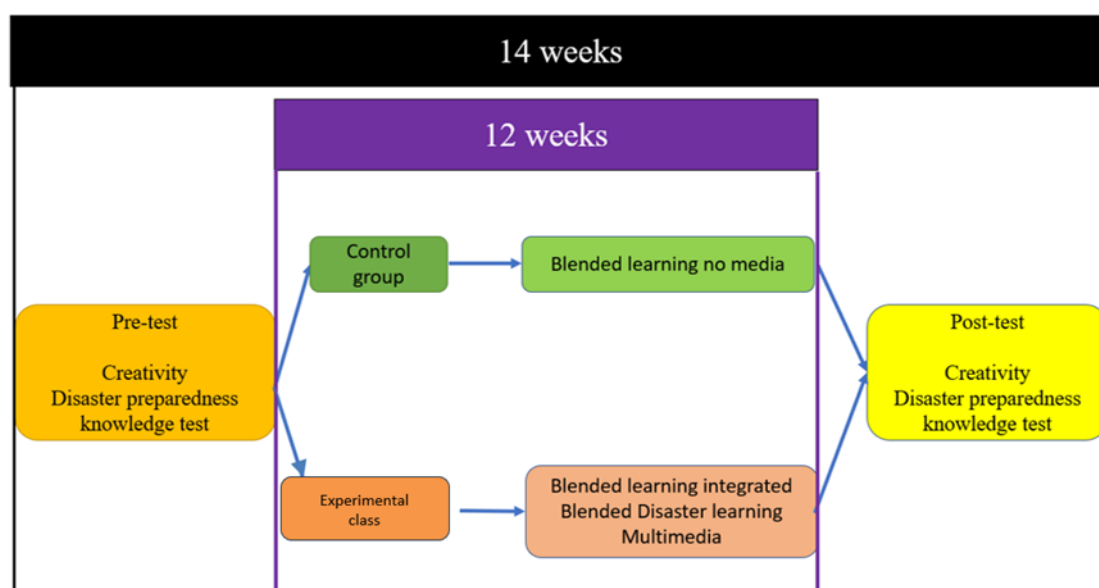 14 weeks
12 weeks
Control
group
Blended learning no media
Pre-test
Creativity
Disaster preparedness
knowledge test
Post-test
Creativity
Disaster preparedness
knowledge test
Experimental
class
Blended learning integrated
Blended Disaster learning
Multimedia